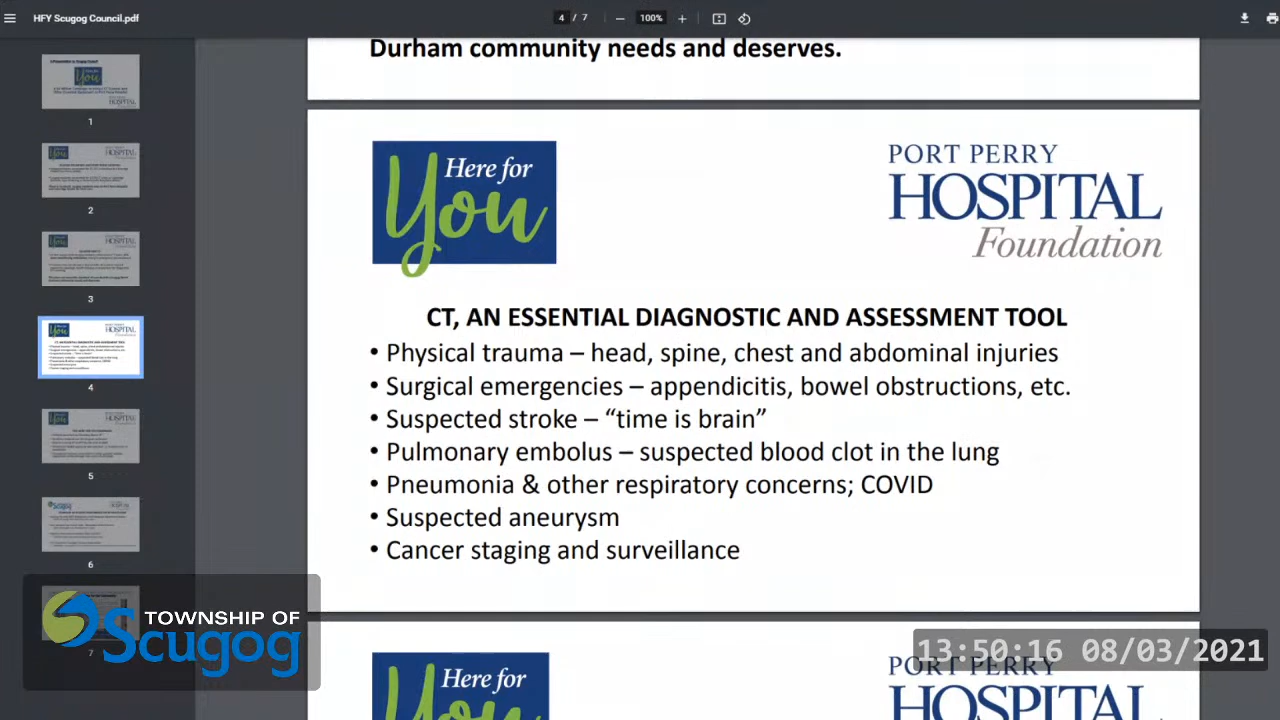 HFY Scugog Council.pdf
4 / 7
100%
Durham community needs and deserves.
Here for
You
PORT PERRY
HOSPITAL
Foundation
CT, AN ESSENTIAL DIAGNOSTIC AND ASSESSMENT TOOL
• Physical trauma – head, spine, chest and abdominal injuries
• Surgical emergencies – appendicitis, bowel obstructions, etc.
• Suspected stroke – “time is brain”
• Pulmonary embolus – suspected blood clot in the lung
• Pneumonia & other respiratory concerns; COVID
• Suspected aneurysm
• Cancer staging and surveillance
1
2
3
4
5
6
7
TOWNSHIP OF
Scugog
13:50:16 08/03/2021
Here for
You
PORT PERRY
HOSPITAL